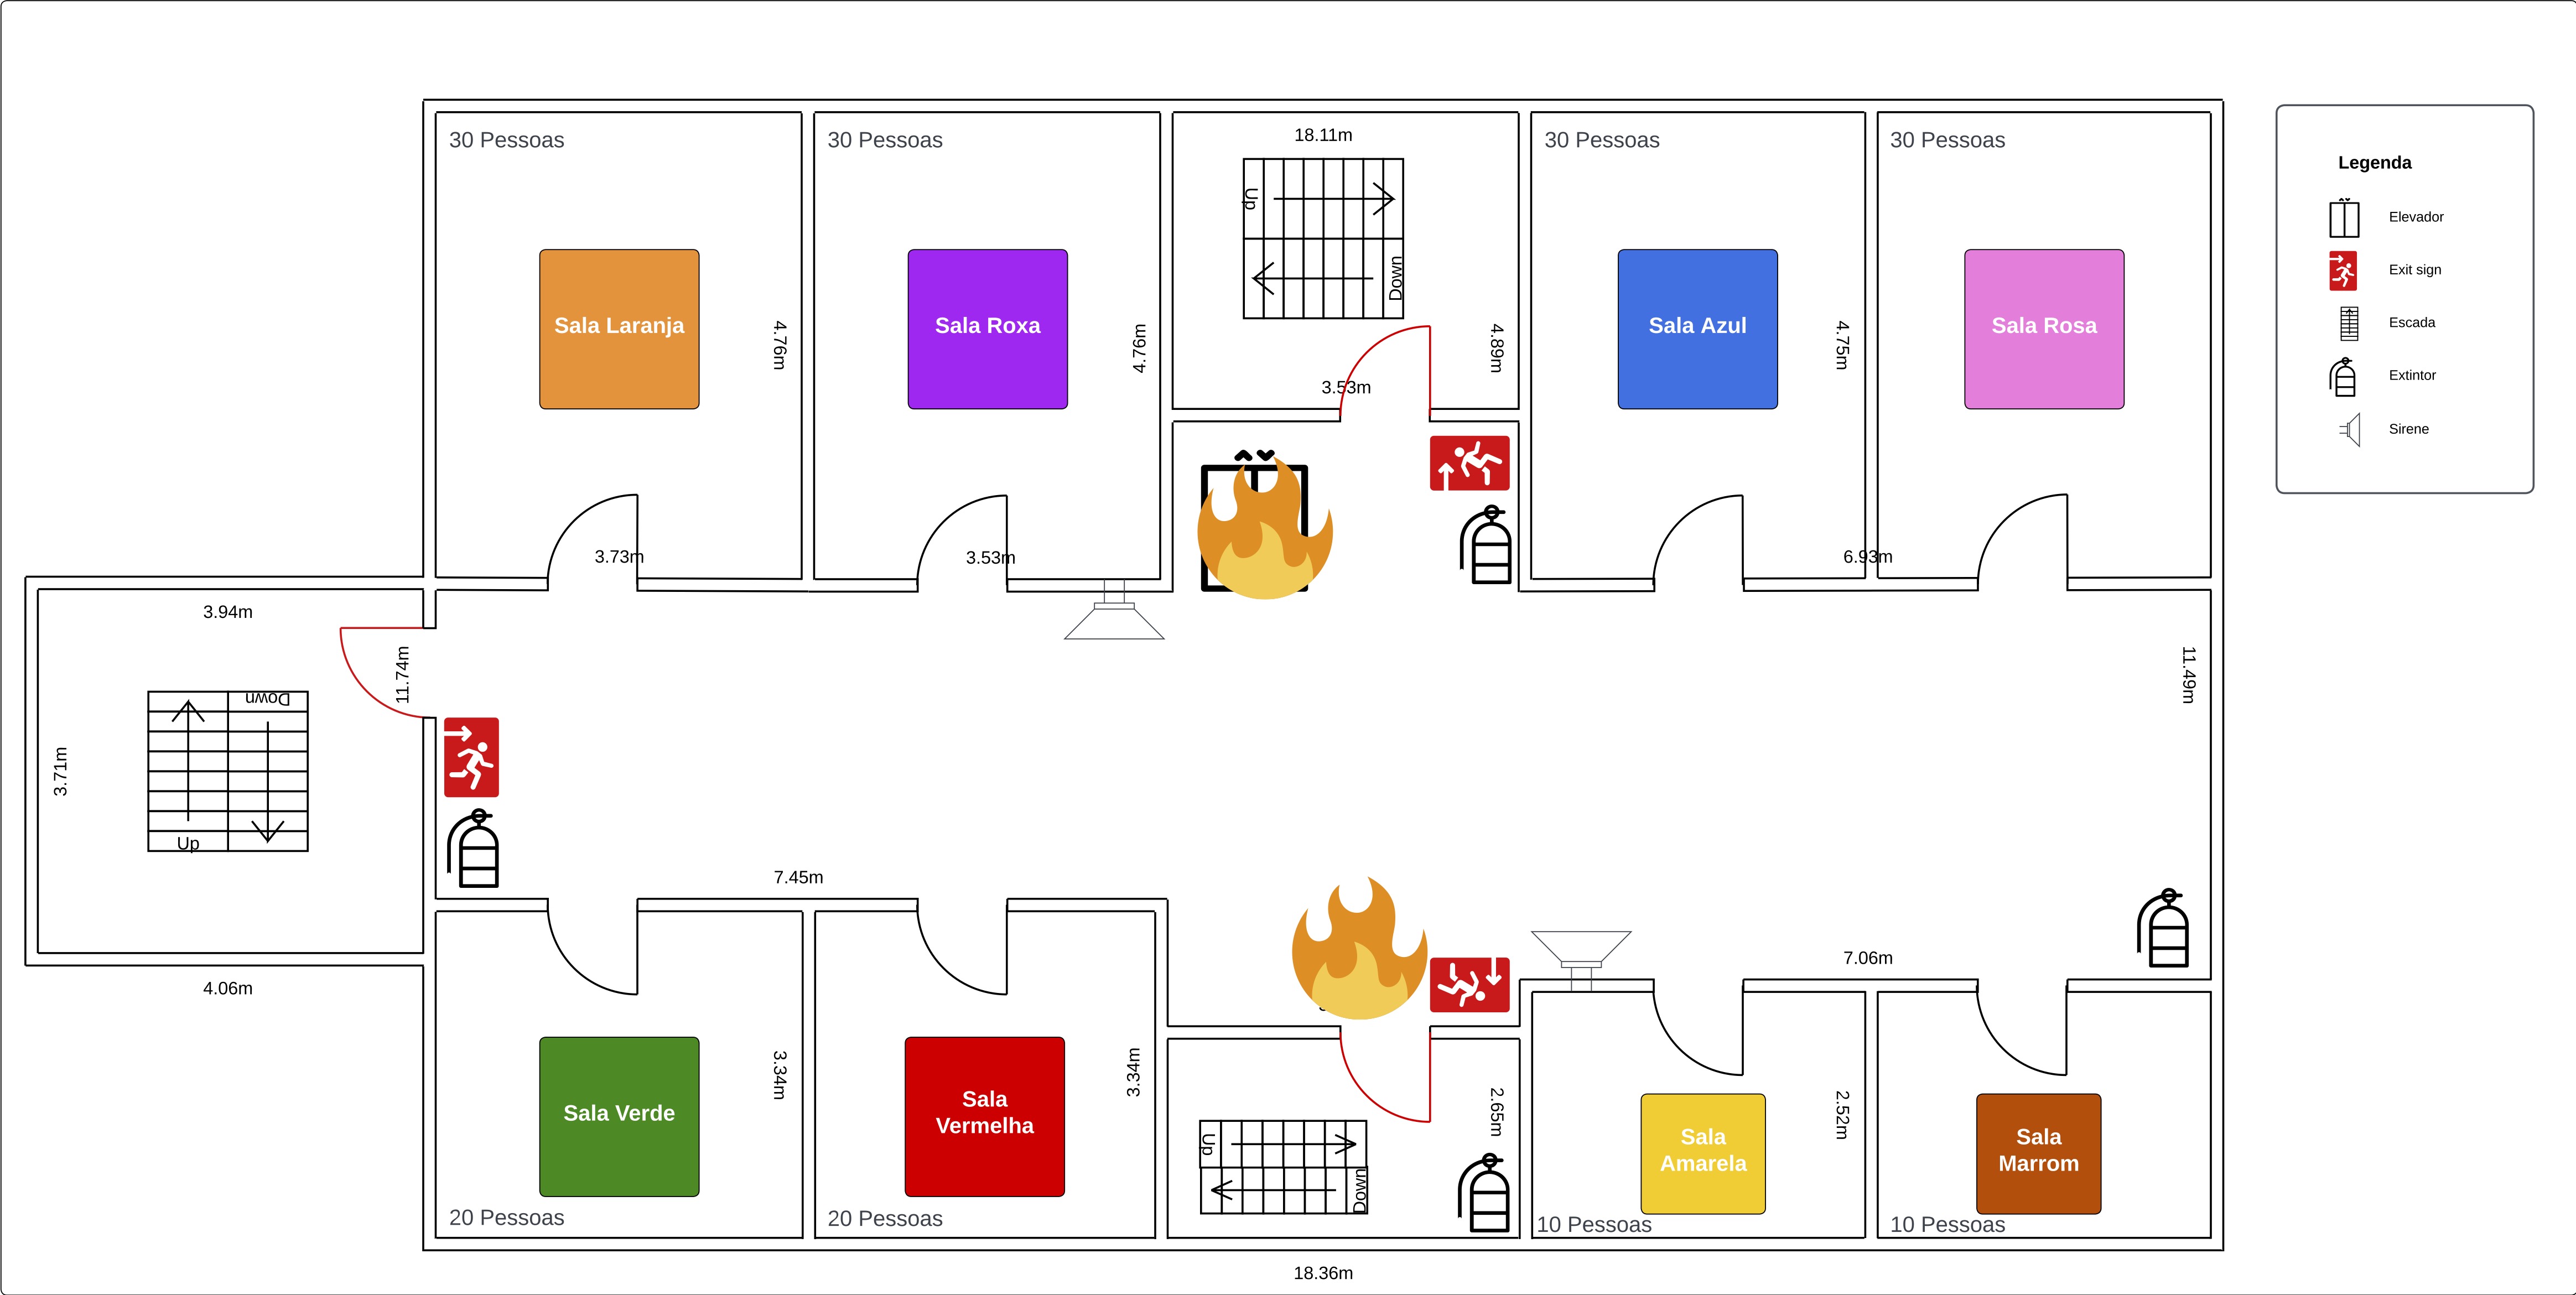 30 Pessoas
30 Pessoas
18.11m
30 Pessoas
30 Pessoas
Legenda
Up
Elevador
Down
Exit sign
Sala Laranja
Sala Roxa
Sala Azul
Sala Rosa
Escada
4.76m
4.76m
4.89m
4.75m
3.53m
Extintor
Sirene
3.73m
3.53m
6.93m
3.94m
11.74m
11.49m
Down
3.71m
Up
7.45m
7.06m
4.06m
3.34m
3.34m
2.65m
2.52m
Sala Verde
Sala
Vermelha
Up
Down
Sala
Amarela
Sala
Marrom
20 Pessoas
20 Pessoas
10 Pessoas
10 Pessoas
18.36m